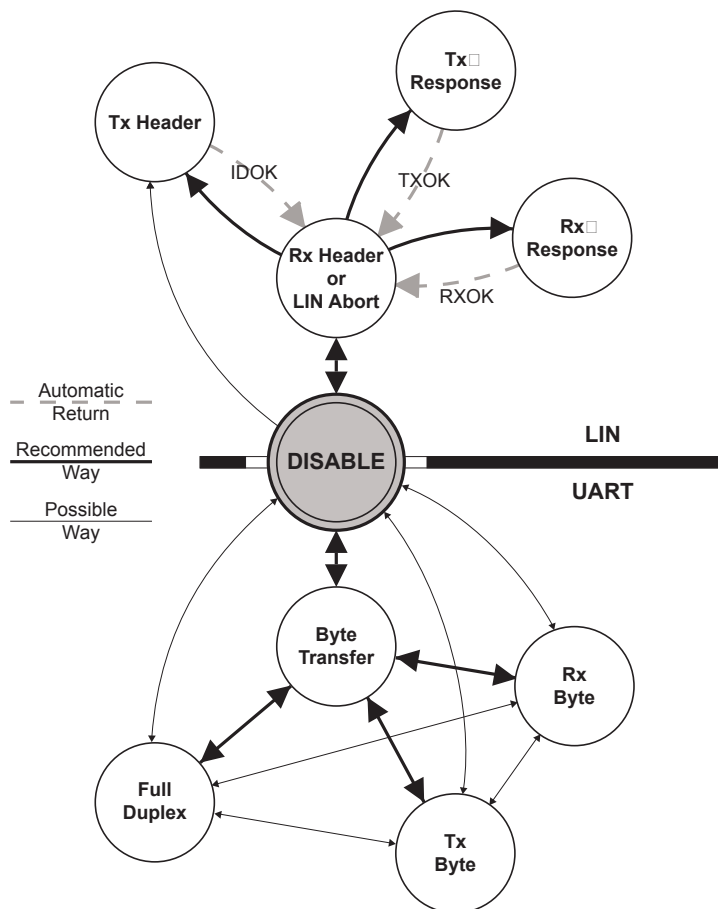 Tx□
Response
Tx Header
IDOK
TXOK
Rx□
Response
Rx Header
or
LIN Abort
RXOK
Automatic
Return
Recommended
Way
Possible
Way
DISABLE
LIN
UART
Byte
Transfer
Rx
Byte
Full
Duplex
Tx
Byte